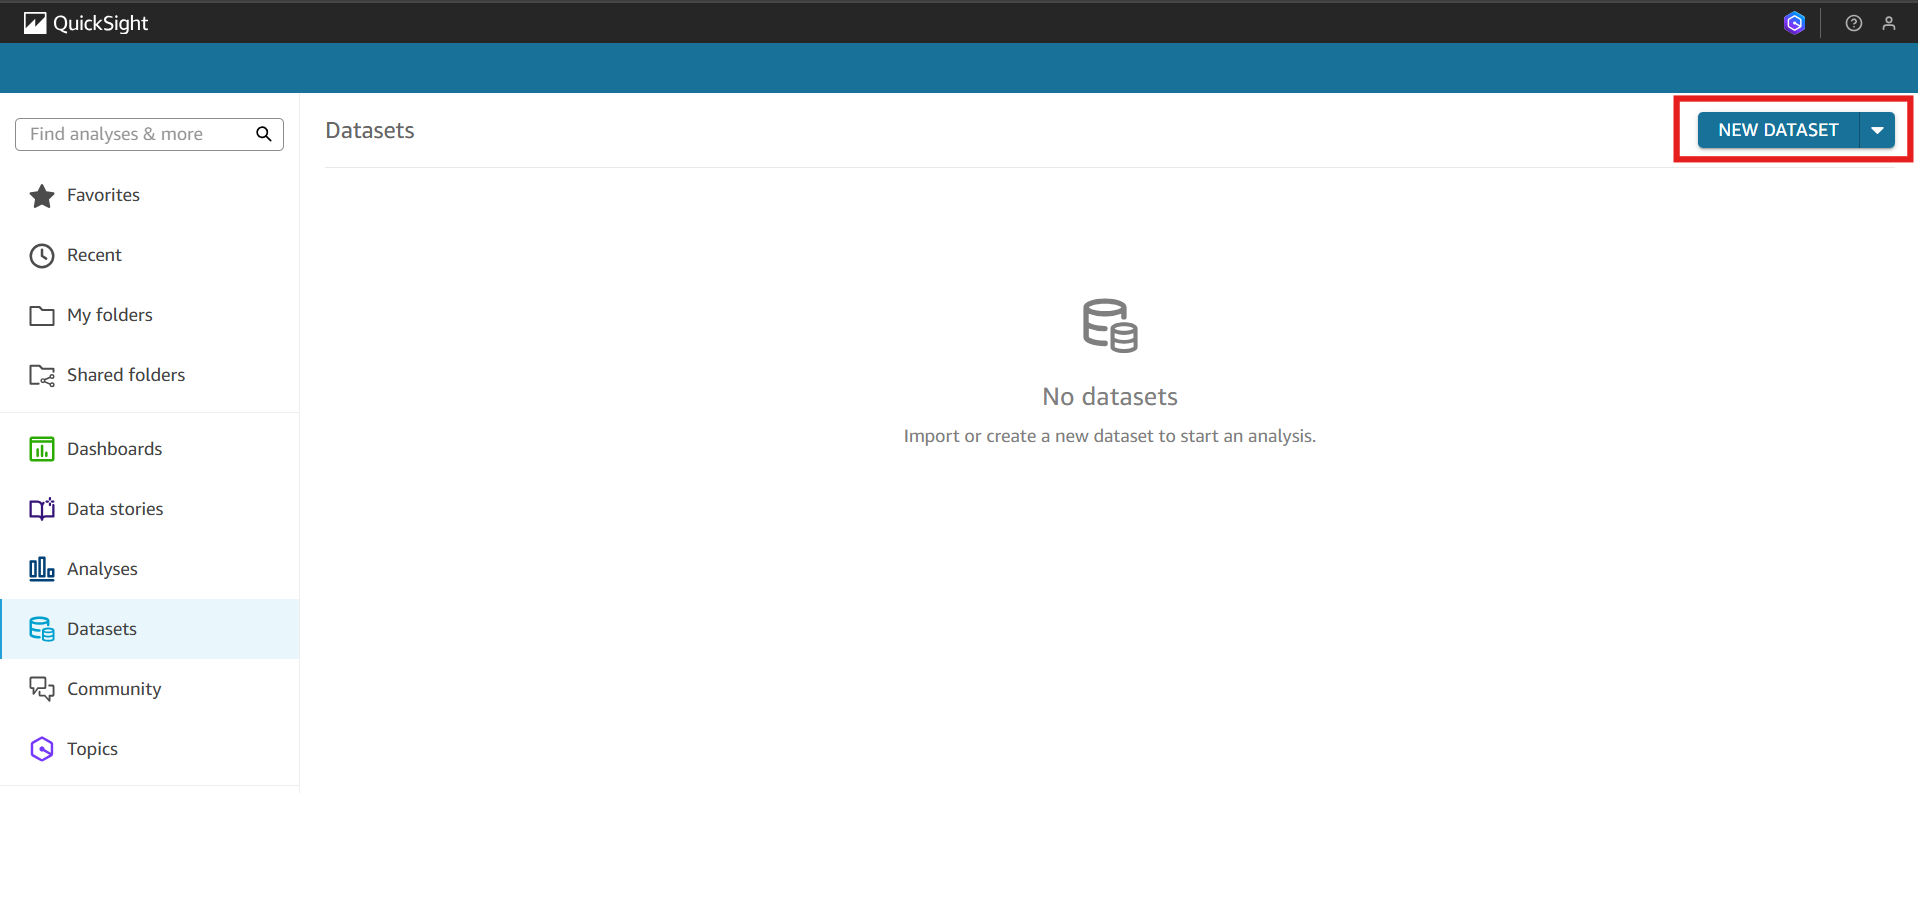 QuickSight
Find analyses & more
Favorites
Recent
My folders
Shared folders
Dashboards
Data stories
Analyses
Datasets
Community
Topics
Datasets
NEW DATASET
No datasets
Import or create a new dataset to start an analysis.